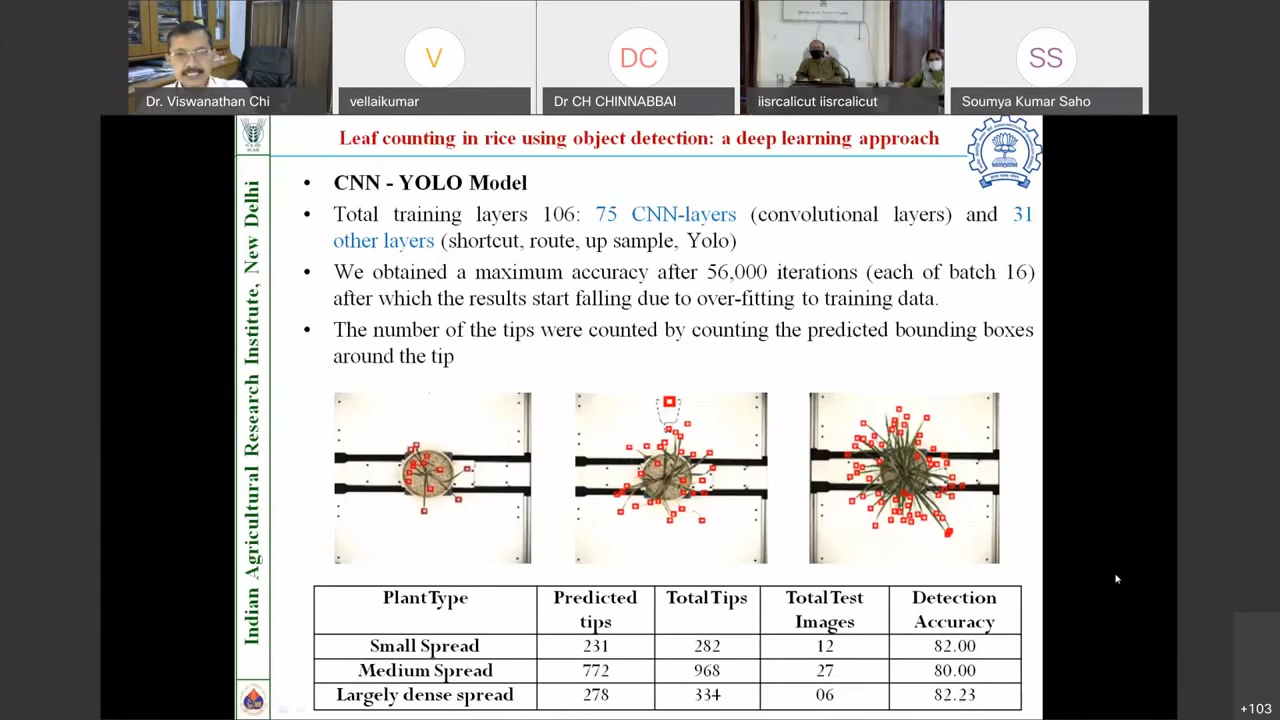 V
DC
SS
Dr. Viswanathan Chi
vellaikumar
Dr CH CHINNABBAI
iisrcalicut iisrcalicut
Soumya Kumar Saho
Indian Agricultural Research Institute, New Delhi
Leaf counting in rice using object detection: a deep learning approach
• CNN - YOLO Model
• Total training layers 106: 75 CNN-layers (convolutional layers) and 31
other layers (shortcut, route, up sample, Yolo)
• We obtained a maximum accuracy after 56,000 iterations (each of batch 16)
after which the results start falling due to over-fitting to training data.
• The number of the tips were counted by counting the predicted bounding boxes
around the tip
Plant Type Predicted tips Total Tips Total Test Images Detection Accuracy
Small Spread 231 282 12 82.00
Medium Spread 772 968 27 80.00
Largely dense spread 278 334 06 82.23
+103